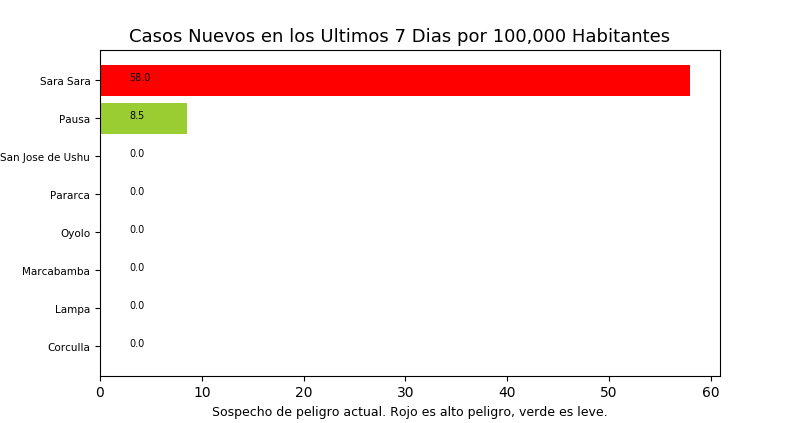 Casos Nuevos en los Ultimos 7 Dias por 100,000 Habitantes
Sara Sara 58.0
Pausa 8.5
San Jose de Ushu 0.0
Pararca 0.0
Oyolo 0.0
Marcabamba 0.0
Lampa 0.0
Corculla 0.0
0 10 20 30 40 50 60
Sospecho de peligro actual. Rojo es alto peligro, verde es leve.